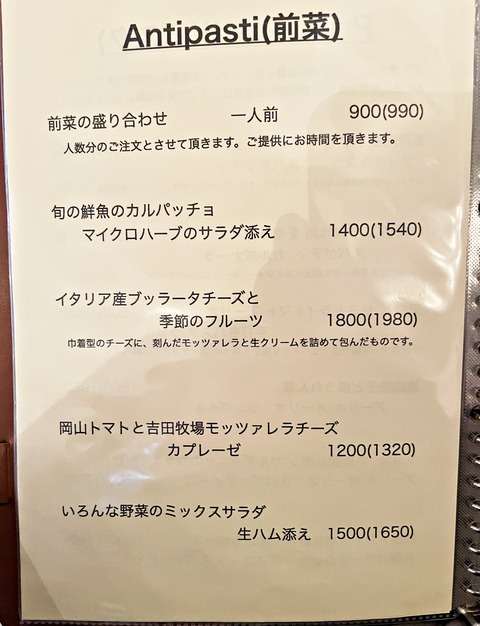 Antipasti(前菜)
前菜の盛り合わせ 一人前 900(990)
人数分のご注文とさせて頂きます。ご提供にお時間を頂きます。
旬の鮮魚のカルパッチョ
マイクロハーブのサラダ添え 1400(1540)
イタリア産ブッラータチーズと
季節のフルーツ 1800(1980)
巾着型のチーズに、刻んだモッツァレラと生クリームを詰めて包んだものです。
岡山トマトと吉田牧場モッツァレラチーズ
カプレーゼ 1200(1320)
いろんな野菜のミックスサラダ
生ハム添え 1500(1650)